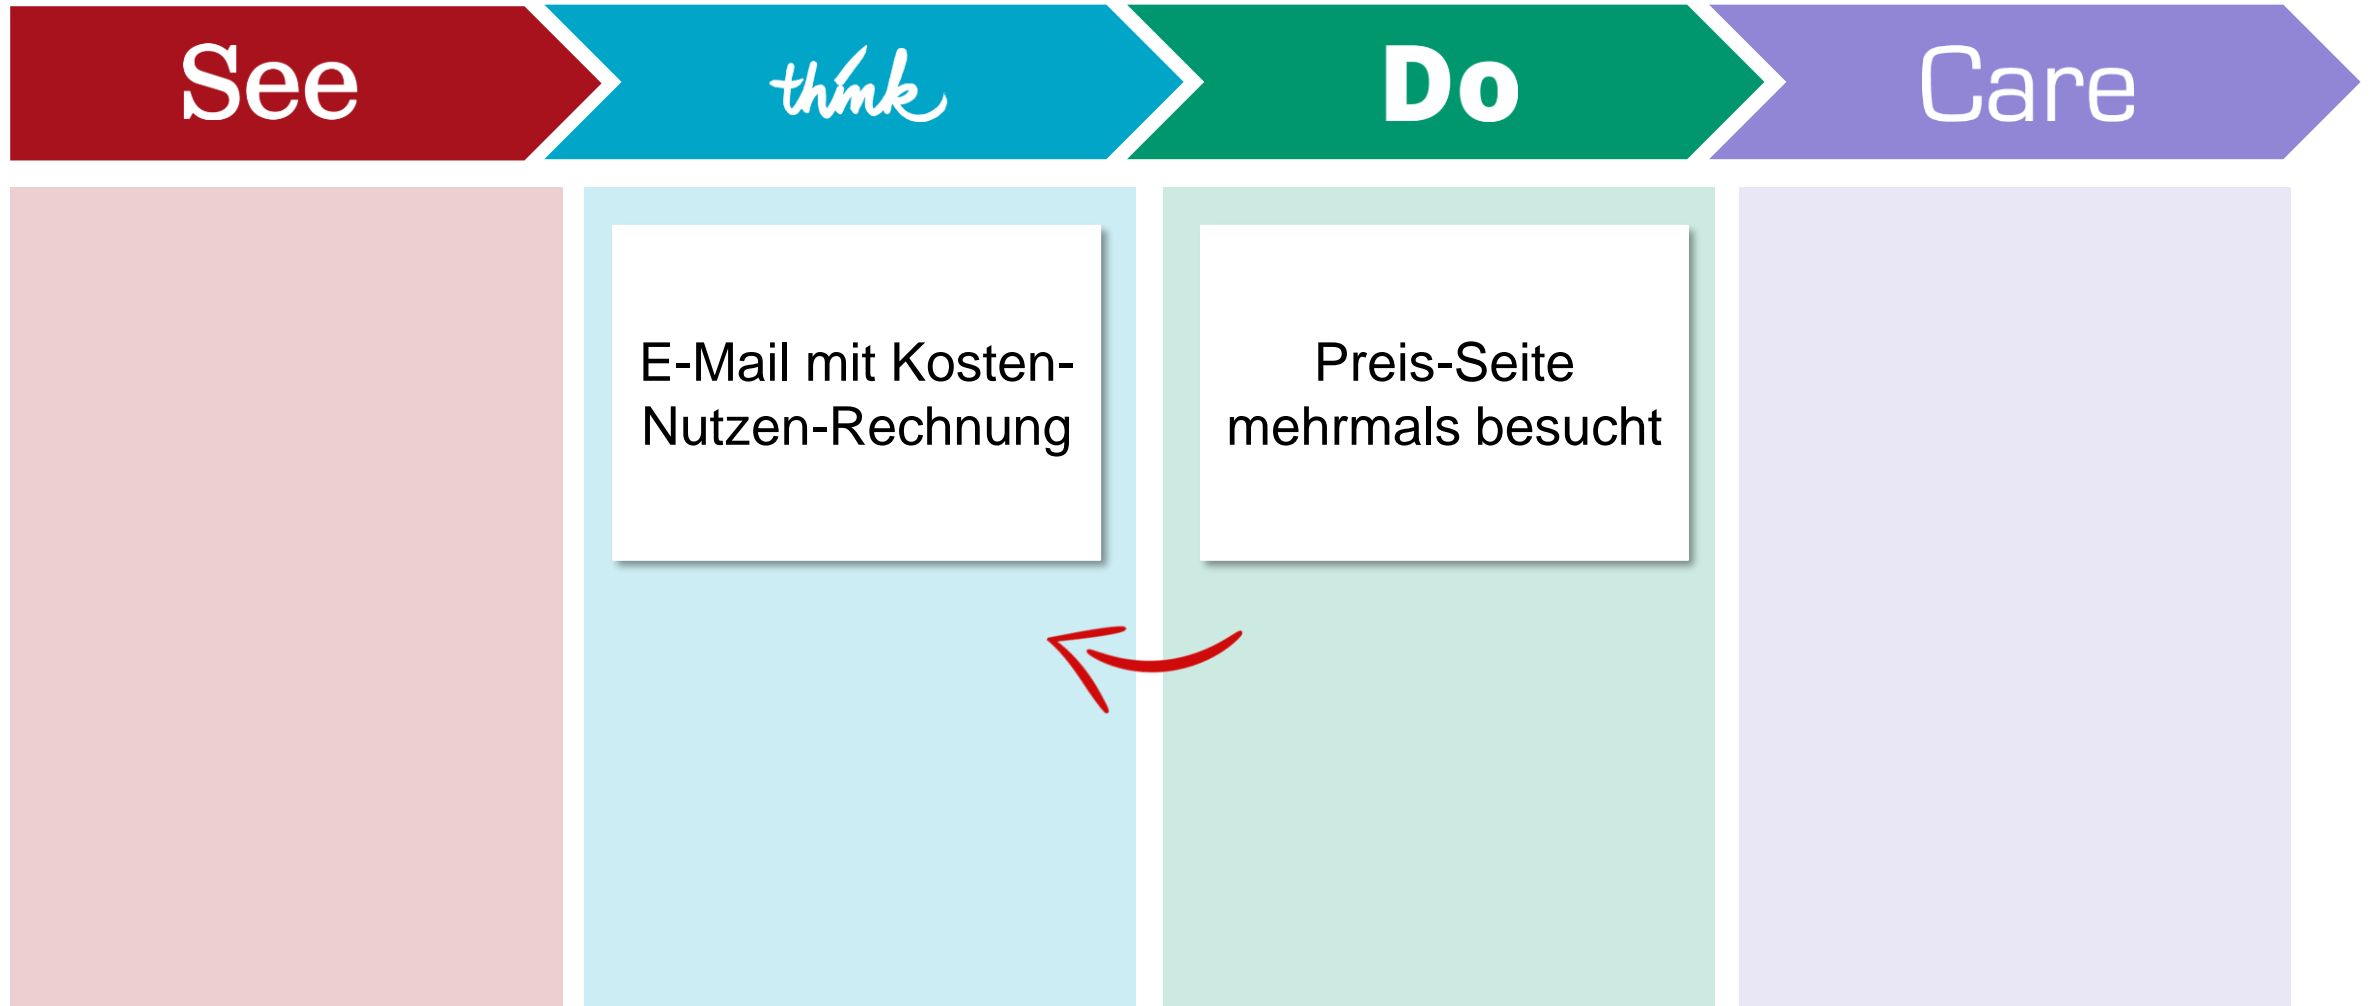 See
think
Do
Care
E-Mail mit Kosten-
Nutzen-Rechnung
Preis-Seite
mehrmals besucht